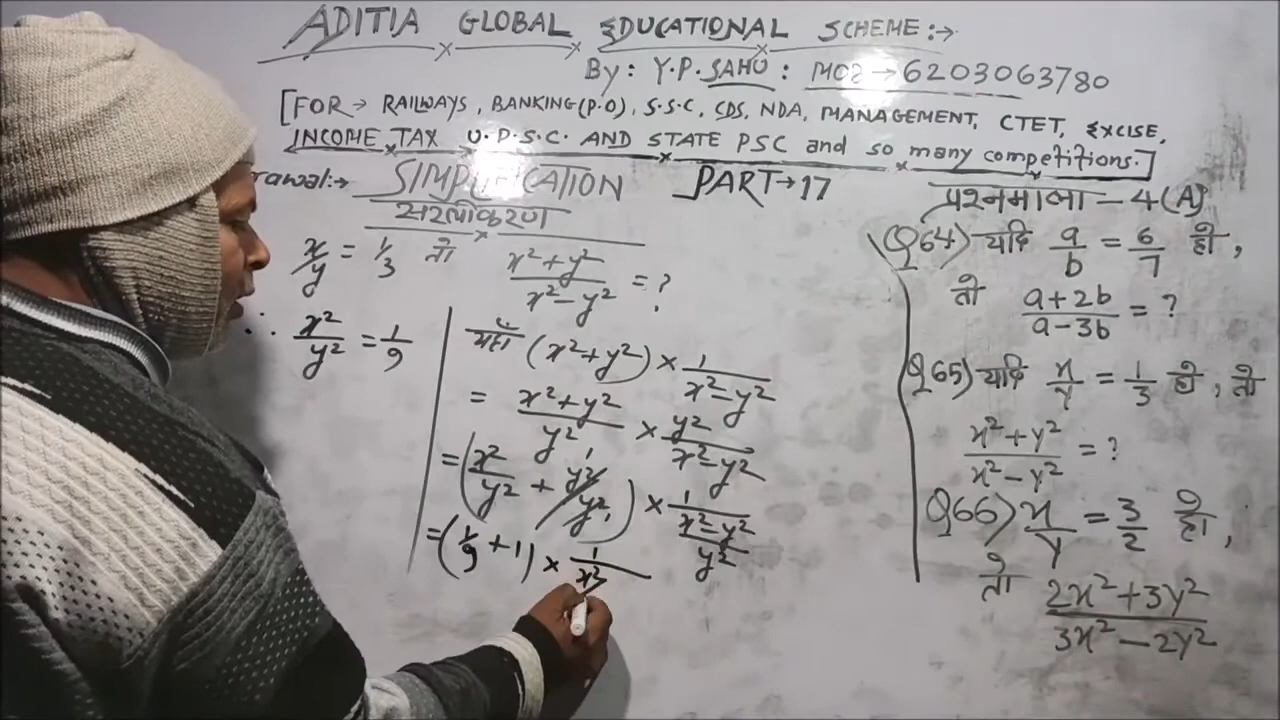 ADITIA GLOBAL EDUCATIONAL SCHEME :→
By: Y.P. SAHU : MOB → 6203063780
[FOR → RAILWAYS, BANKING(P.O), S.S.C, CDS, NDA, MANAGEMENT, CTET, EXCISE,
INCOME TAX U.P.S.C. AND STATE PSC and so many competitions.]
rawal:→ SIMPLIFICATION PART→17
सरलीकरण
x/y = 1/3 तो (x²+y²)/(x²-y²) = ?
∴ x²/y² = 1/9
यहाँ (x²+y²) × 1/(x²-y²)
= (x²+y²)/y² × y²/(x²-y²)
= (x²/y² + y²/y²) × 1/((x²-y²)/y²)
= (1/9 + 1) × 1/x²
प्रश्नमाला - 4(A)
Q64) यदि a/b = 6/7 हो,
तो (a+2b)/(a-3b) = ?
Q65) यदि x/y = 1/3 हो, तो
(x²+y²)/(x²-y²) = ?
Q66) x/y = 3/2 हो,
तो (2x²+3y²)/(3x²-2y²)